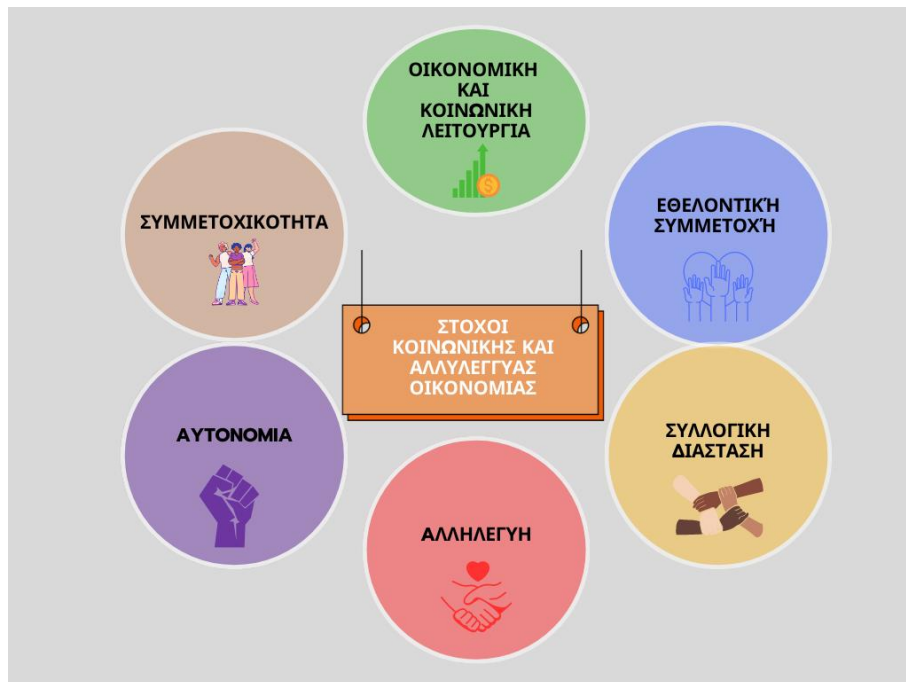 ΟΙΚΟΝΟΜΙΚΗ
ΚΑΙ
ΚΟΙΝΩΝΙΚΗ
ΛΕΙΤΟΥΡΓΙΑ
ΕΘΕΛΟΝΤΙΚΉ
ΣΥΜΜΕΤΟΧΉ
ΣΥΛΛΟΓΙΚΗ
ΔΙΑΣΤΑΣΗ
ΑΛΛΗΛΕΓΥΗ
ΑΥΤΟΝΟΜΙΑ
ΣΥΜΜΕΤΟΧΙΚΟΤΗΤΑ
ΣΤΟΧΟΙ
ΚΟΙΝΩΝΙΚΗΣ ΚΑΙ
ΑΛΛΥΛΕΓΓΥΑΣ
ΟΙΚΟΝΟΜΙΑΣ
$